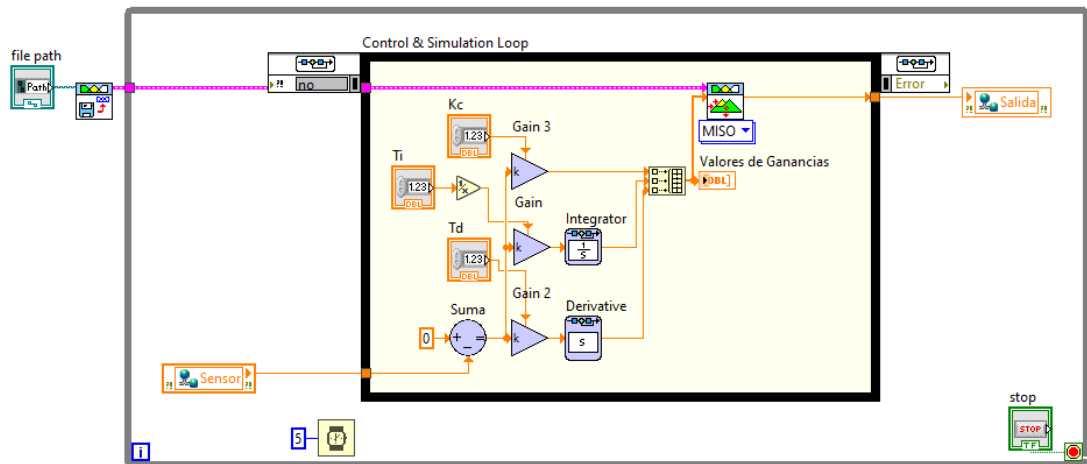 file path
Path
Control & Simulation Loop
?!
no
Error
Kc
1.23
DBL
Gain 3
k
MISO
Salida
?!
?!
Ti
1.23
DBL
1/x
Valores de Ganancias
DBL]
Gain
k
Integrator
1
s
Td
1.23
DBL
Gain 2
k
Derivative
s
Suma
+
_
=
0
Sensor
?!
?!
stop
STOP
TF
5
i